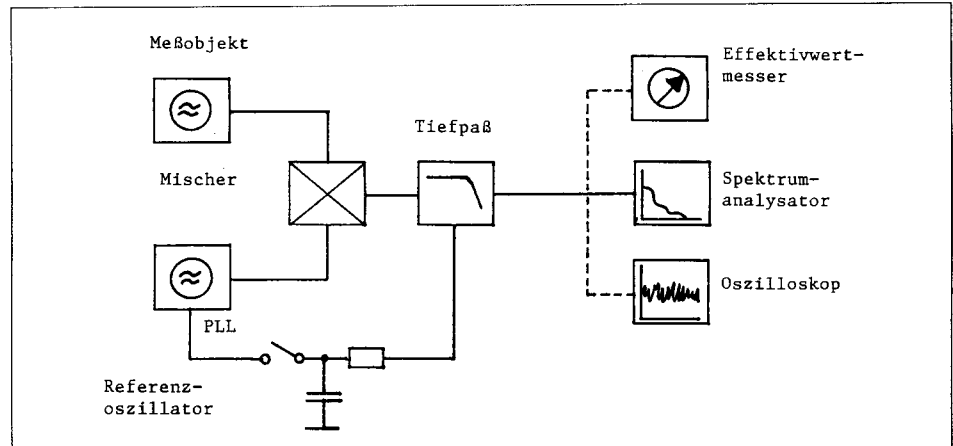 Meßobjekt
Effektivwert-
messer
Tiefpaß
Mischer
Spektrum-
analysator
Oszilloskop
PLL
Referenz-
oszillator